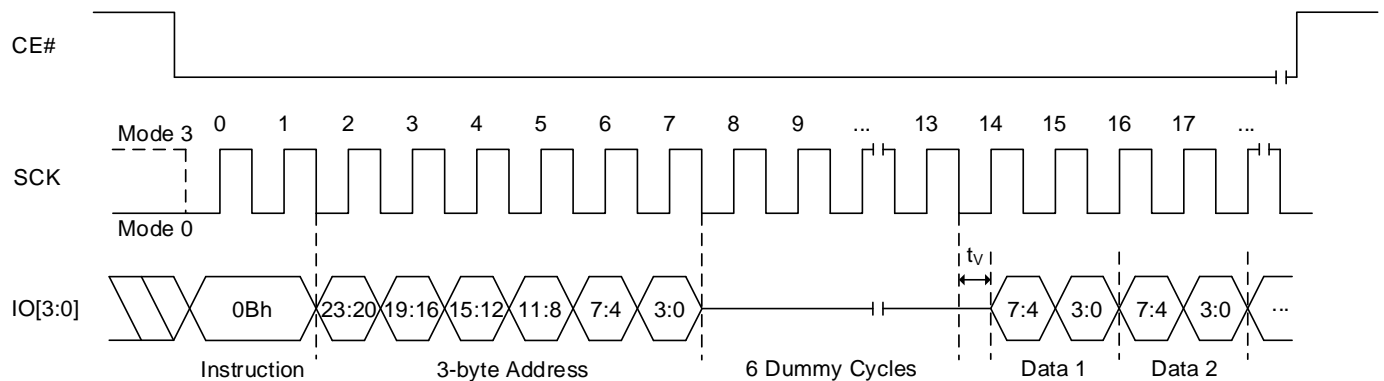 CE#
Mode 3
0 1 2 3 4 5 6 7 8 9 ... 13 14 15 16 17 ...
SCK
Mode 0
tV
IO[3:0]
0Bh 23:20 19:16 15:12 11:8 7:4 3:0 7:4 3:0 7:4 3:0 ...
Instruction 3-byte Address 6 Dummy Cycles Data 1 Data 2